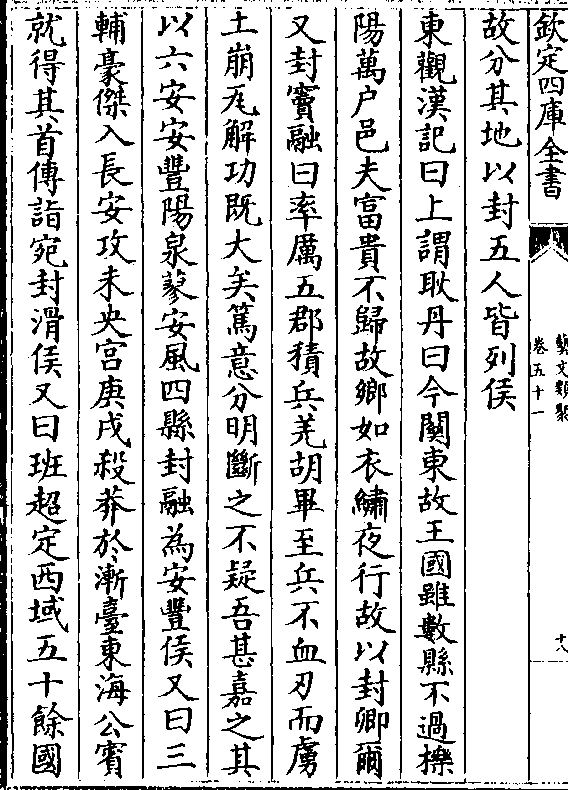 欽定四庫全書
藝文類聚
卷五十一
十八
故分其地以封五人皆列侯
東觀漢記曰上謂耿丹曰今關東故王國雖數縣不過櫟
陽萬户邑夫富貴不歸故鄉如衣繡夜行故以封卿爾
又封竇融曰率厲五郡積兵羌胡畢至兵不血刃而虜
土崩瓦解功既大矣篤意分明斷之不疑吾甚嘉之其
以六安安豐陽泉蓼安風四縣封融為安豐侯又曰三
輔豪傑入長安攻未央宫庚戌殺莽於漸臺東海公賓
就得其首傳詣宛封滑侯又曰班超定西域五十餘國